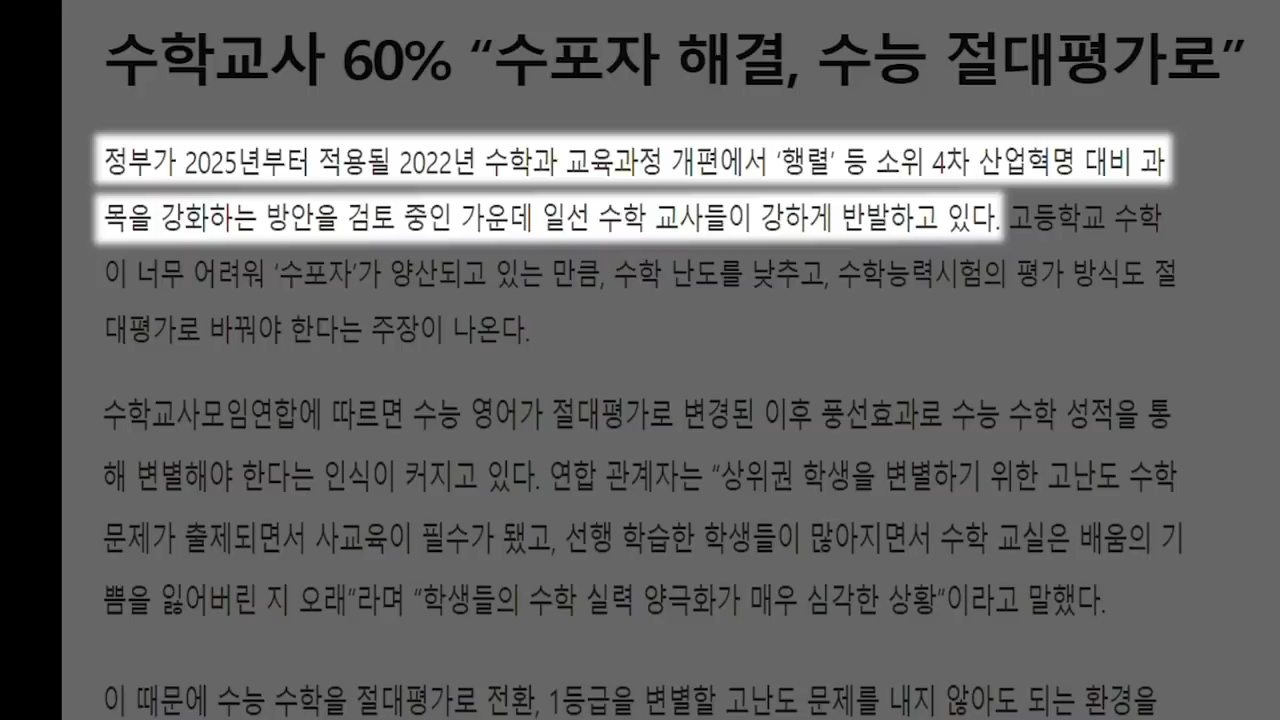 수학교사 60% “수포자 해결, 수능 절대평가로”
정부가 2025년부터 적용될 2022년 수학과 교육과정 개편에서 ‘행렬’ 등 소위 4차 산업혁명 대비 과
목을 강화하는 방안을 검토 중인 가운데 일선 수학 교사들이 강하게 반발하고 있다. 고등학교 수학
이 너무 어려워 ‘수포자’가 양산되고 있는 만큼, 수학 난도를 낮추고, 수학능력시험의 평가 방식도 절
대평가로 바꿔야 한다는 주장이 나온다.
수학교사모임연합에 따르면 수능 영어가 절대평가로 변경된 이후 풍선효과로 수능 수학 성적을 통
해 변별해야 한다는 인식이 커지고 있다. 연합 관계자는 “상위권 학생을 변별하기 위한 고난도 수학
문제가 출제되면서 사교육이 필수가 됐고, 선행 학습한 학생들이 많아지면서 수학 교실은 배움의 기
쁨을 잃어버린 지 오래”라며 “학생들의 수학 실력 양극화가 매우 심각한 상황”이라고 말했다.
이 때문에 수능 수학을 절대평가로 전환, 1등급을 변별할 고난도 문제를 내지 않아도 되는 환경을